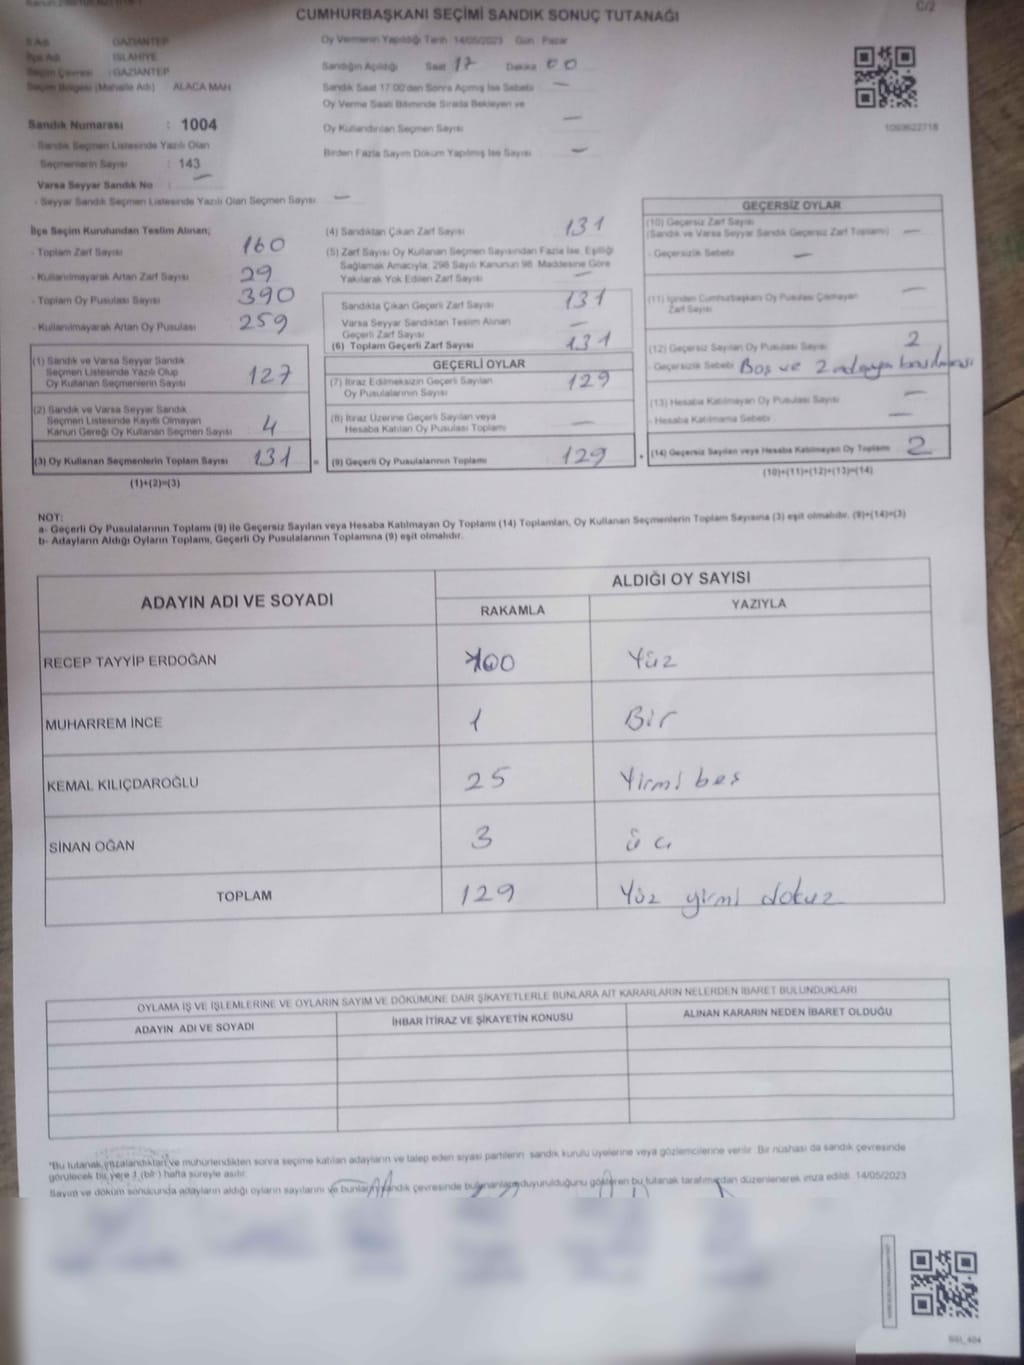 CUMHURBAŞKANI SEÇİMİ SANDIK SONUÇ TUTANAĞI
C/2
İl Adı : GAZİANTEP
İlçe Adı : İSLAHİYE
Seçim Çevresi : GAZİANTEP
Seçim Bölgesi (Mahalle Adı) : ALACA MAH.
Sandık Numarası : 1004
- Sandık Seçmen Listesinde Yazılı Olan
Seçmenlerin Sayısı : 143
Varsa Seyyar Sandık No : —
- Seyyar Sandık Seçmen Listesinde Yazılı Olan Seçmen Sayısı: —
Oy Vermenin Yapıldığı Tarih 14/05/2023 Gün : Pazar
Sandığın Açıldığı Saat 17 Dakika 00
Sandık Saat 17:00'den Sonra Açımış İse Sebebi —
Oy Verme Saati Bitiminde Sırada Bekleyen ve
Oy Kullandırılan Seçmen Sayısı —
Birden Fazla Sayım Döküm Yapılmış İse Sayısı —
1093622718
İlçe Seçim Kurulundan Teslim Alınan;
- Toplam Zarf Sayısı 160
- Kullanılmayarak Artan Zarf Sayısı 29
- Toplam Oy Pusulası Sayısı 390
- Kullanılmayarak Artan Oy Pusulası 259
(1) Sandık ve Varsa Seyyar Sandık
Seçmen Listesinde Yazılı Olup
Oy Kullanan Seçmenlerin Sayısı 127
(2) Sandık ve Varsa Seyyar Sandık
Seçmen Listesinde Kayıtlı Olmayan
Kanun Gereği Oy Kullanan Seçmen Sayısı 4
(3) Oy Kullanan Seçmenlerin Toplam Sayısı 131 =
(1)+(2)=(3)
(4) Sandıktan Çıkan Zarf Sayısı 131
(5) Zarf Sayısı Oy Kullanan Seçmen Sayısından Fazla İse, Eşitliği
Sağlamak Amacıyla, 298 Sayılı Kanunun 98. Maddesine Göre
Yakılarak Yok Edilen Zarf Sayısı —
Sandıkta Çıkan Geçerli Zarf Sayısı 131
Varsa Seyyar Sandıktan Teslim Alınan
Geçerli Zarf Sayısı —
(6) Toplam Geçerli Zarf Sayısı 131
GEÇERLİ OYLAR
(7) İtiraz Edilmeksizin Geçerli Sayılan
Oy Pusulalarının Sayısı 129
(8) İtiraz Üzerine Geçerli Sayılan veya
Hesaba Katılan Oy Pusulası Toplamı —
(9) Geçerli Oy Pusulalarının Toplamı 129 +
GEÇERSİZ OYLAR
(10) Geçersiz Zarf Sayısı
(Sandık ve Varsa Seyyar Sandık Geçersiz Zarf Toplamı) —
- Geçersizlik Sebebi —
(11) İçinden Cumhurbaşkanı Oy Pusulası Çıkmayan
Zarf Sayısı —
(12) Geçersiz Sayılan Oy Pusulası Sayısı 2
- Geçersizlik Sebebi Boş ve 2 adaya
(13) Hesaba Katılmayan Oy Pusulası Sayısı —
- Hesaba Katılmama Sebebi —
(14) Geçersiz Sayılan veya Hesaba Katılmayan Oy Toplamı 2
(10)+(11)+(12)+(13)=(14)
NOT:
a- Geçerli Oy Pusulalarının Toplamı (9) ile Geçersiz Sayılan veya Hesaba Katılmayan Oy Toplamı (14) Toplamları, Oy Kullanan Seçmenlerin Toplam Sayısına (3) eşit olmalıdır. (9)+(14)=(3)
b- Adayların Aldığı Oyların Toplamı, Geçerli Oy Pusulalarının Toplamına (9) eşit olmalıdır.
ADAYIN ADI VE SOYADI ALDIĞI OY SAYISI
RAKAMLA YAZIYLA
RECEP TAYYİP ERDOĞAN 100 Yüz
MUHARREM İNCE 1 Bir
KEMAL KILIÇDAROĞLU 25 Yirmi beş
SİNAN OĞAN 3 üç
TOPLAM 129 Yüz yirmi dokuz
OYLAMA İŞ VE İŞLEMLERİNE VE OYLARIN SAYIM VE DÖKÜMÜNE DAİR ŞİKAYETLERLE BUNLARA AİT KARARLARIN NELERDEN İBARET BULUNDUKLARI
ADAYIN ADI VE SOYADI İHBAR İTİRAZ VE ŞİKAYETİN KONUSU ALINAN KARARIN NEDEN İBARET OLDUĞU
*Bu tutanak, imzalandıktan ve mühürlendikten sonra seçime katılan adayların ve talep eden siyasi partilerin sandık kurulu üyelerine veya gözlemcilerine verilir. Bir nüshası da sandık çevresinde
görülecek bir yere 1 (bir) hafta süreyle asılır.
Sayım ve döküm sonucunda adayların aldığı oyların sayılarını ve bunların sandık çevresinde bulunanlara duyurulduğunu gösteren bu tutanak tarafımızdan düzenlenerek imza edildi. 14/05/2023